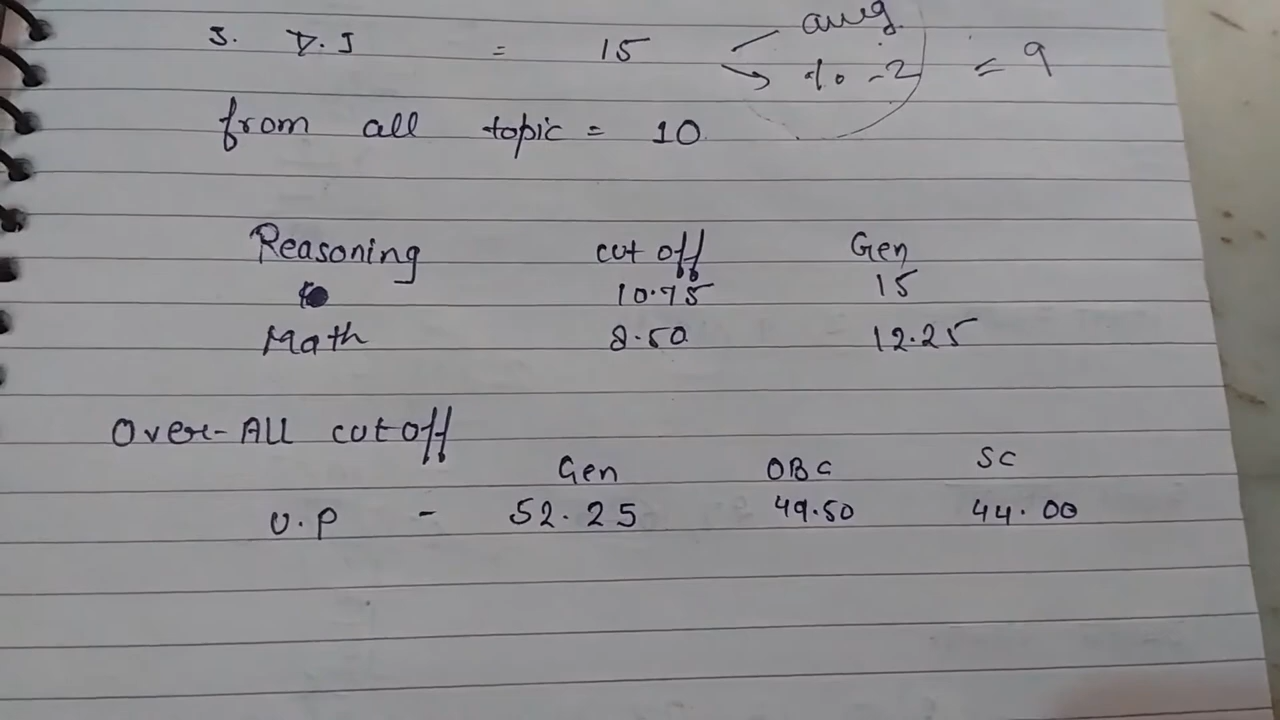 3. D.I = 15 avg. % -2 = 9
from all topic = 10
Reasoning cut off Gen
10.75 15
Math 8.50 12.25
Over-All cut off
Gen OBC SC
U.P - 52.25 49.50 44.00